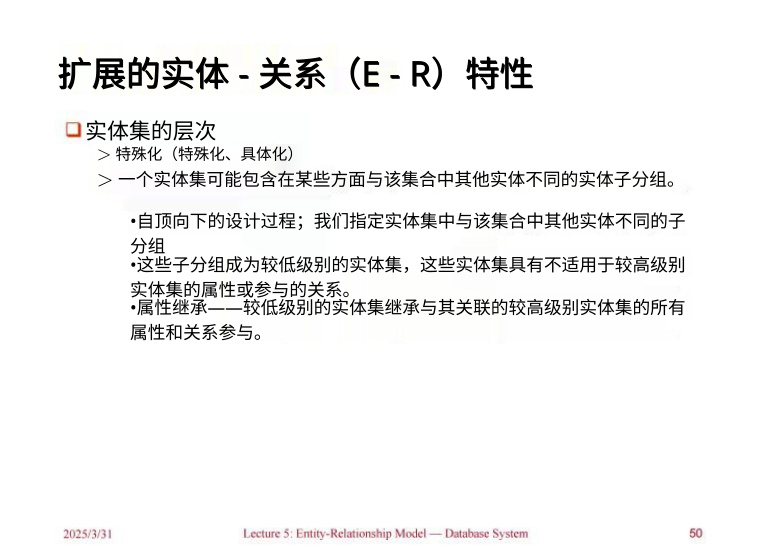 扩展的实体 - 关系（E - R）特性
❑ 实体集的层次
＞ 特殊化（特殊化、具体化）
＞ 一个实体集可能包含在某些方面与该集合中其他实体不同的实体子分组。
•自顶向下的设计过程；我们指定实体集中与该集合中其他实体不同的子
分组
•这些子分组成为较低级别的实体集，这些实体集具有不适用于较高级别
实体集的属性或参与的关系。
•属性继承——较低级别的实体集继承与其关联的较高级别实体集的所有
属性和关系参与。
2025/3/31 Lecture 5: Entity-Relationship Model — Database System 50